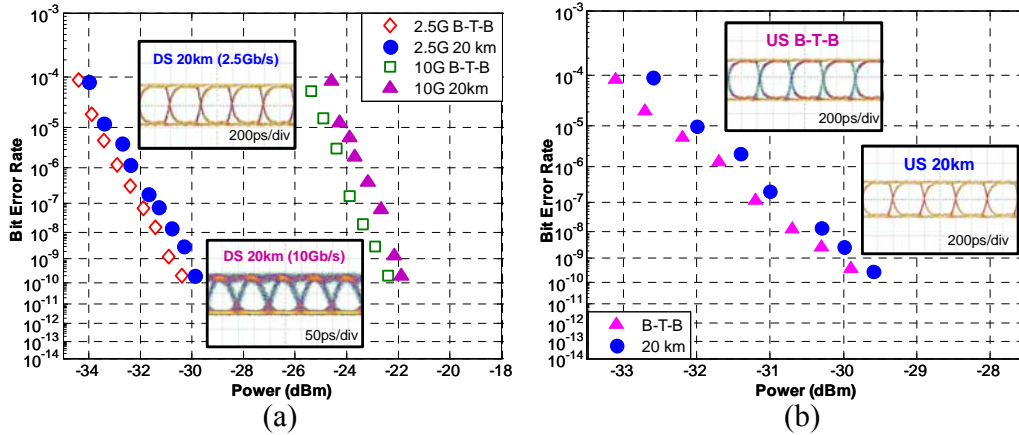 10-3
10-4
10-5
10-6
10-7
10-8
10-9
10-10
10-11
10-12
10-13
10-14
Bit Error Rate
-34 -32 -30 -28 -26 -24 -22 -20 -18
Power (dBm)
2.5G B-T-B
2.5G 20 km
10G B-T-B
10G 20km
DS 20km (2.5Gb/s)
200ps/div
DS 20km (10Gb/s)
50ps/div
(a)
10-3
10-4
10-5
10-6
10-7
10-8
10-9
10-10
10-11
10-12
10-13
10-14
Bit Error Rate
-33 -32 -31 -30 -29 -28
Power (dBm)
US B-T-B
200ps/div
US 20km
200ps/div
B-T-B
20 km
(b)